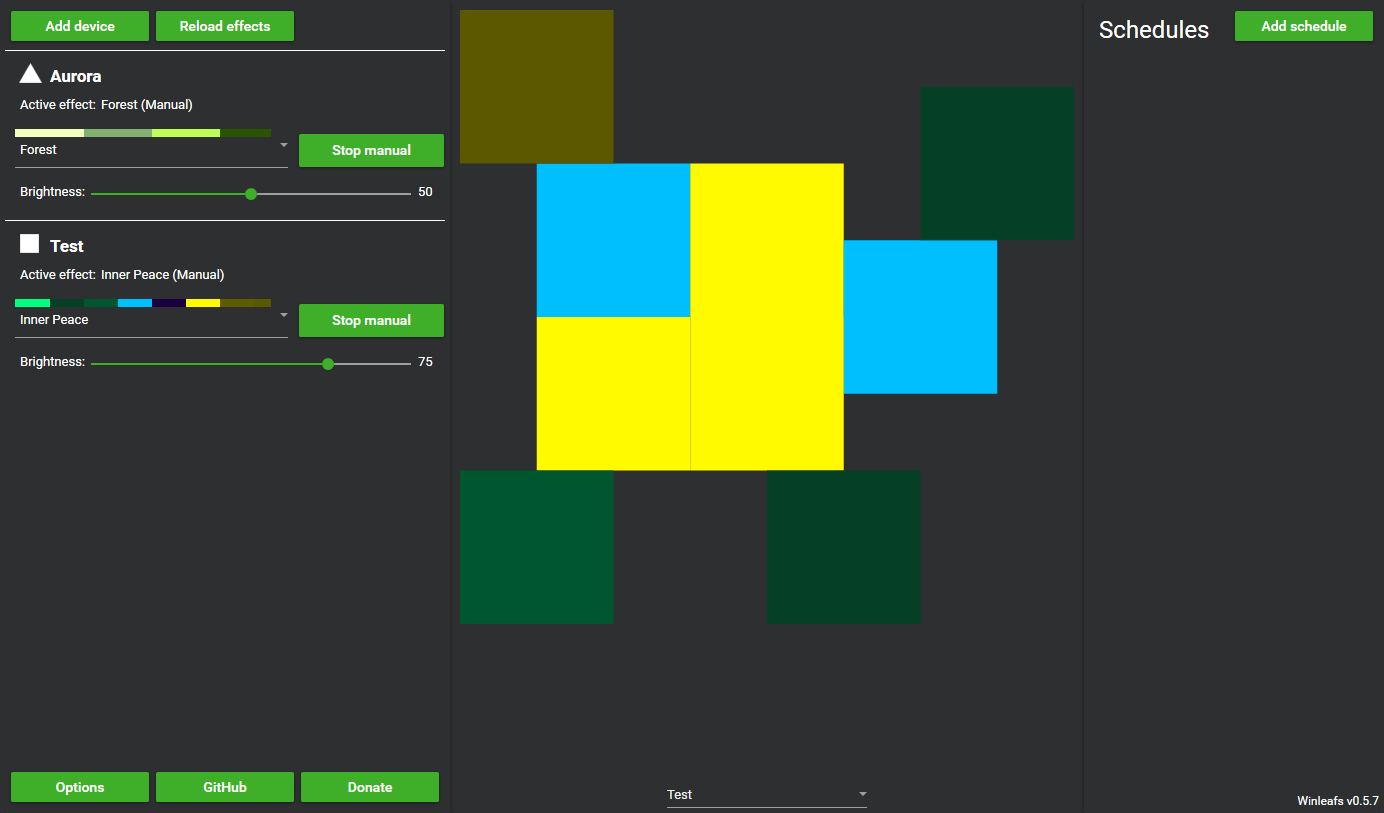 Add device
Reload effects
Aurora
Active effect: Forest (Manual)
Forest
Stop manual
Brightness:
50
Test
Active effect: Inner Peace (Manual)
Inner Peace
Stop manual
Brightness:
75
Options
GitHub
Donate
Test
Schedules
Add schedule
Winleafs v0.5.7